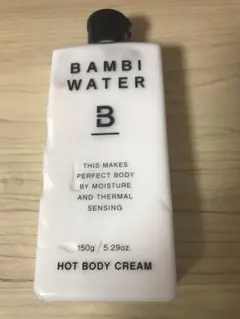 BAMBI
WATER
B
THIS MAKES
PERFECT BODY
BY MOISTURE
AND THERMAL
SENSING
150g / 5.29oz.
HOT BODY CREAM